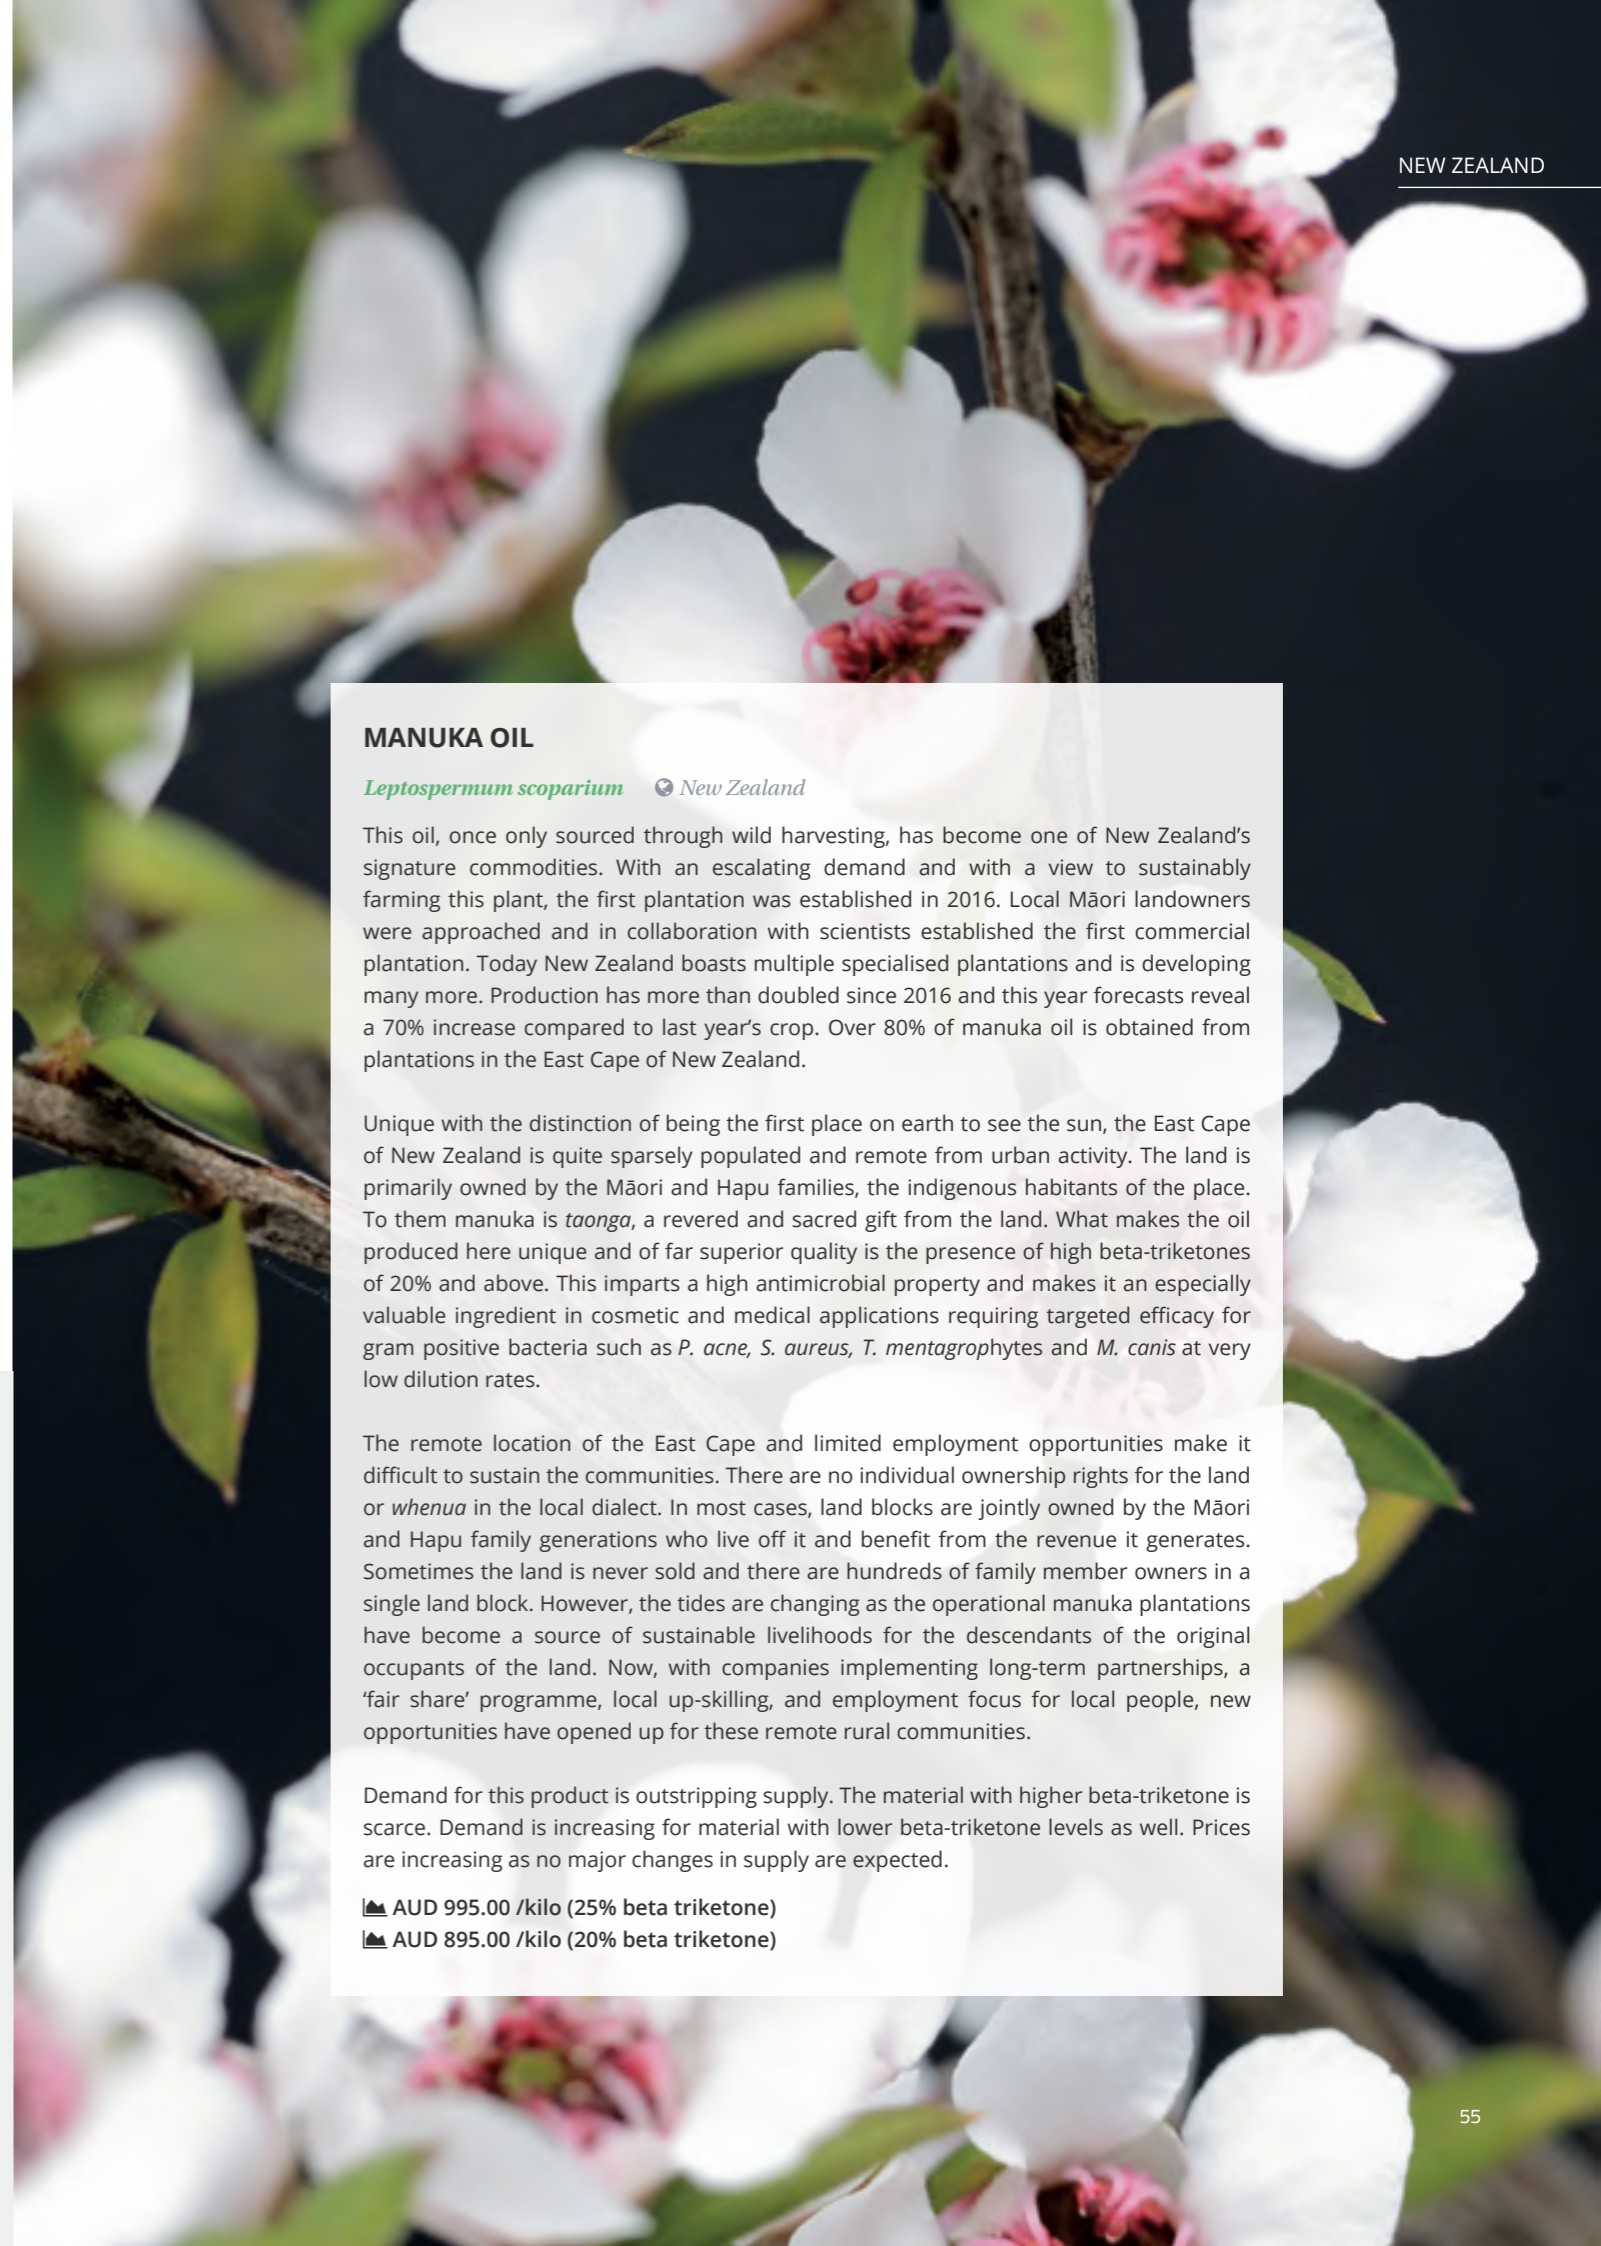 NEW ZEALAND
MANUKA OIL
Leptospermum scoparium New Zealand
This oil, once only sourced through wild harvesting, has become one of New Zealand’s
signature commodities. With an escalating demand and with a view to sustainably
farming this plant, the first plantation was established in 2016. Local Māori landowners
were approached and in collaboration with scientists established the first commercial
plantation. Today New Zealand boasts multiple specialised plantations and is developing
many more. Production has more than doubled since 2016 and this year forecasts reveal
a 70% increase compared to last year’s crop. Over 80% of manuka oil is obtained from
plantations in the East Cape of New Zealand.
Unique with the distinction of being the first place on earth to see the sun, the East Cape
of New Zealand is quite sparsely populated and remote from urban activity. The land is
primarily owned by the Māori and Hapu families, the indigenous habitants of the place.
To them manuka is taonga, a revered and sacred gift from the land. What makes the oil
produced here unique and of far superior quality is the presence of high beta-triketones
of 20% and above. This imparts a high antimicrobial property and makes it an especially
valuable ingredient in cosmetic and medical applications requiring targeted efficacy for
gram positive bacteria such as P. acne, S. aureus, T. mentagrophytes and M. canis at very
low dilution rates.
The remote location of the East Cape and limited employment opportunities make it
difficult to sustain the communities. There are no individual ownership rights for the land
or whenua in the local dialect. In most cases, land blocks are jointly owned by the Māori
and Hapu family generations who live off it and benefit from the revenue it generates.
Sometimes the land is never sold and there are hundreds of family member owners in a
single land block. However, the tides are changing as the operational manuka plantations
have become a source of sustainable livelihoods for the descendants of the original
occupants of the land. Now, with companies implementing long-term partnerships, a
‘fair share’ programme, local up-skilling, and employment focus for local people, new
opportunities have opened up for these remote rural communities.
Demand for this product is outstripping supply. The material with higher beta-triketone is
scarce. Demand is increasing for material with lower beta-triketone levels as well. Prices
are increasing as no major changes in supply are expected.
AUD 995.00 /kilo (25% beta triketone)
AUD 895.00 /kilo (20% beta triketone)
55